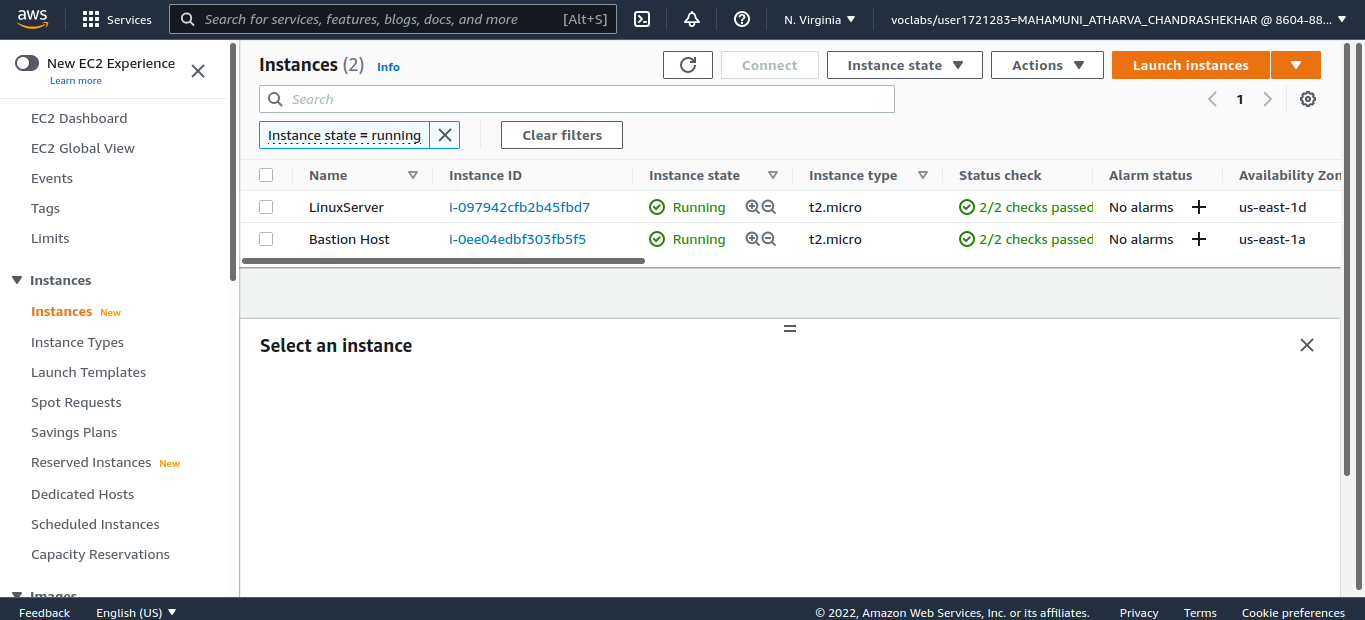 aws
Services
Search for services, features, blogs, docs, and more [Alt+S]
N. Virginia
voclabs/user1721283=MAHAMUNI_ATHARVA_CHANDRASHEKHAR @ 8604-88...
New EC2 Experience
Learn more
EC2 Dashboard
EC2 Global View
Events
Tags
Limits
Instances
Instances New
Instance Types
Launch Templates
Spot Requests
Savings Plans
Reserved Instances New
Dedicated Hosts
Scheduled Instances
Capacity Reservations
Images
Instances (2) Info
Connect
Instance state
Actions
Launch instances
Search
1
Instance state = running
Clear filters
Name Instance ID Instance state Instance type Status check Alarm status Availability Zon
LinuxServer i-097942cfb2b45fbd7 Running t2.micro 2/2 checks passed No alarms us-east-1d
Bastion Host i-0ee04edbf303fb5f5 Running t2.micro 2/2 checks passed No alarms us-east-1a
Select an instance
Feedback English (US) © 2022, Amazon Web Services, Inc. or its affiliates. Privacy Terms Cookie preferences